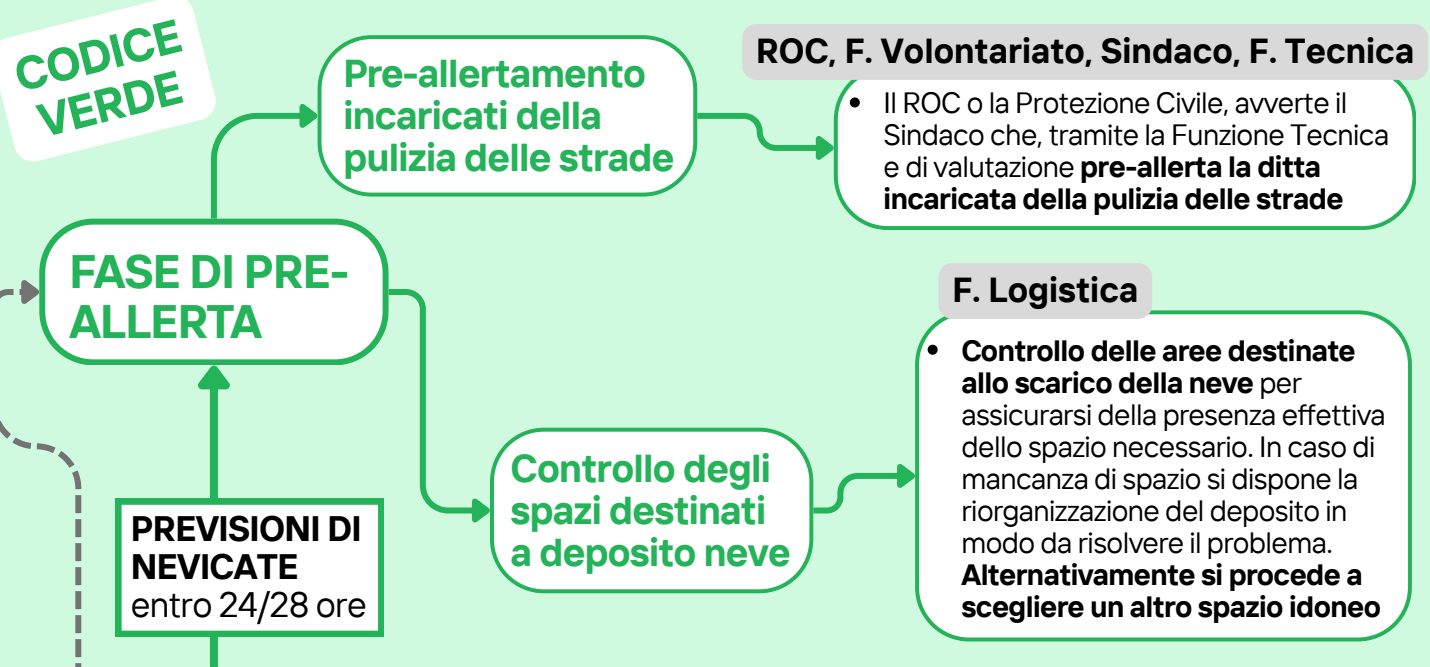 CODICE
VERDE
Pre-allertamento
incaricati della
pulizia delle strade
ROC, F. Volontariato, Sindaco, F. Tecnica
• Il ROC o la Protezione Civile, avverte il
Sindaco che, tramite la Funzione Tecnica
e di valutazione pre-allerta la ditta
incaricata della pulizia delle strade
FASE DI PRE-
ALLERTA
F. Logistica
• Controllo delle aree destinate
allo scarico della neve per
assicurarsi della presenza effettiva
dello spazio necessario. In caso di
mancanza di spazio si dispone la
riorganizzazione del deposito in
modo da risolvere il problema.
Alternativamente si procede a
scegliere un altro spazio idoneo
Controllo degli
spazi destinati
a deposito neve
PREVISIONI DI
NEVICATE
entro 24/28 ore